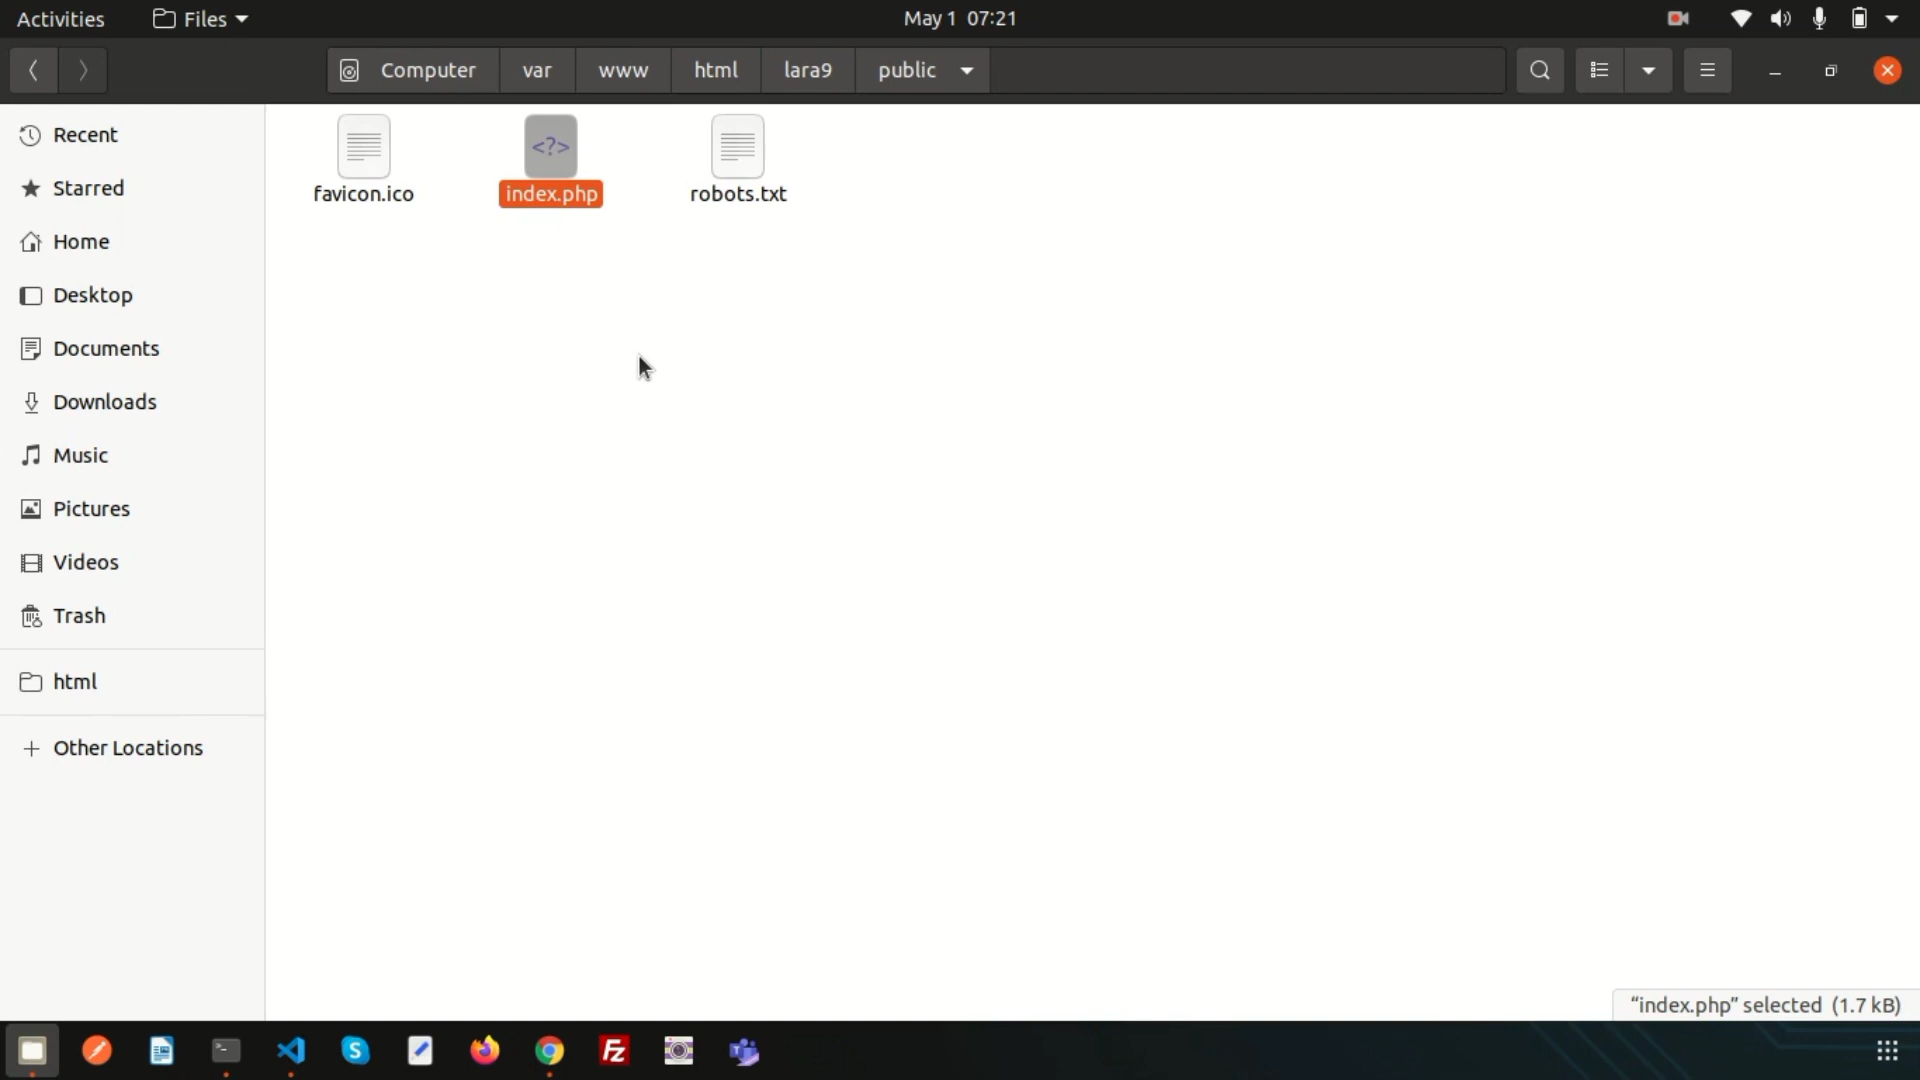 Activities
Files
May 1 07:21
Computer
var
www
html
lara9
public
Recent
Starred
Home
Desktop
Documents
Downloads
Music
Pictures
Videos
Trash
html
Other Locations
favicon.ico
<?>
index.php
robots.txt
“index.php” selected (1.7 kB)